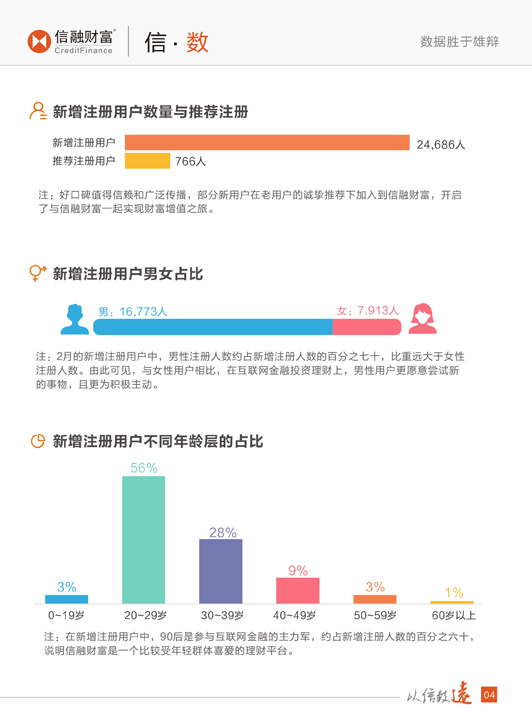 信融财富®
CreditFinance
信·数
数据胜于雄辩
新增注册用户数量与推荐注册
新增注册用户
24,686人
推荐注册用户
766人
注：好口碑值得信赖和广泛传播，部分新用户在老用户的诚挚推荐下加入到信融财富，开启
了与信融财富一起实现财富增值之旅。
新增注册用户男女占比
男：16,773人
女：7,913人
注：2月的新增注册用户中，男性注册人数约占新增注册人数的百分之七十，比重远大于女性
注册人数。由此可见，与女性用户相比，在互联网金融投资理财上，男性用户更愿意尝试新
的事物，且更为积极主动。
新增注册用户不同年龄层的占比
3%
56%
28%
9%
3%
1%
0~19岁
20~29岁
30~39岁
40~49岁
50~59岁
60岁以上
注：在新增注册用户中，90后是参与互联网金融的主力军，约占新增注册人数的百分之六十，
说明信融财富是一个比较受年轻群体喜爱的理财平台。
以信致远
04